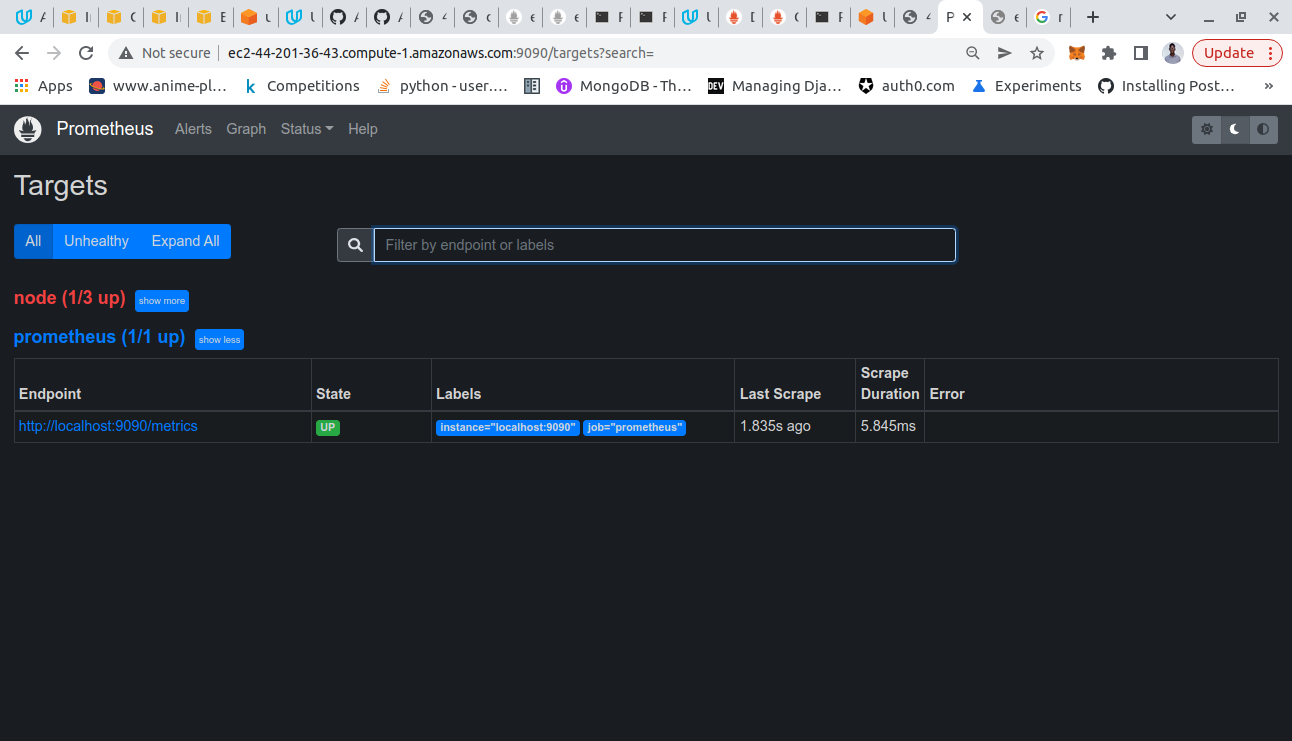 Not secure ec2-44-201-36-43.compute-1.amazonaws.com:9090/targets?search= Update
Apps www.anime-pl... Competitions python - user.... MongoDB - Th... DEV Managing Dja... auth0.com Experiments Installing Post... »
Prometheus Alerts Graph Status Help
Targets
All Unhealthy Expand All Filter by endpoint or labels
node (1/3 up) show more
prometheus (1/1 up) show less
Endpoint State Labels Last Scrape Scrape Duration Error
http://localhost:9090/metrics UP instance="localhost:9090" job="prometheus" 1.835s ago 5.845ms